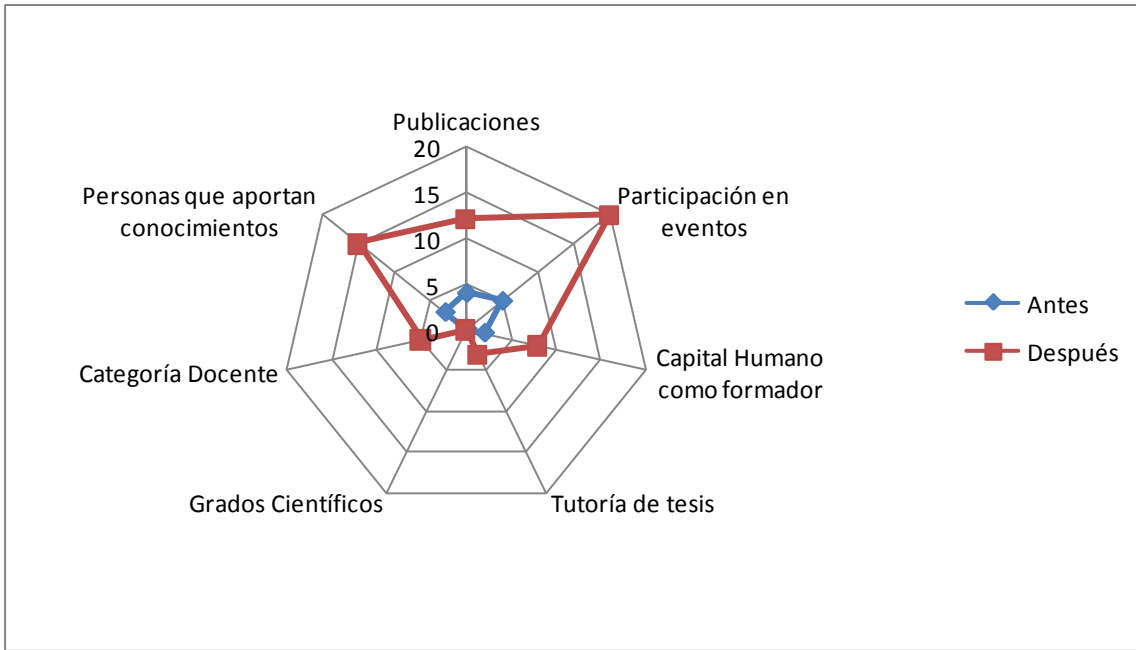 Publicaciones
20
15
10
5
0
Participación en
eventos
Capital Humano
como formador
Tutoría de tesis
Grados Científicos
Categoría Docente
Personas que aportan
conocimientos
Antes
Después